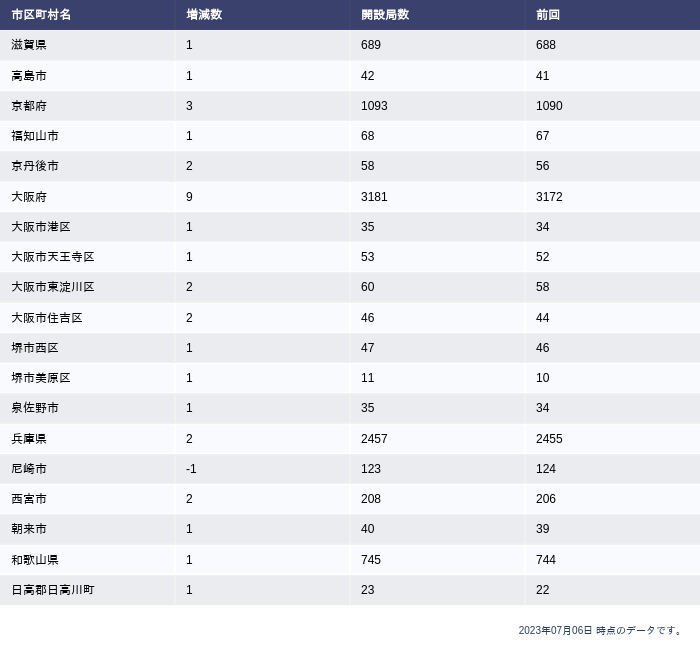 市区町村名 増減数 開設局数 前回
滋賀県 1 689 688
高島市 1 42 41
京都府 3 1093 1090
福知山市 1 68 67
京丹後市 2 58 56
大阪府 9 3181 3172
大阪市港区 1 35 34
大阪市天王寺区 1 53 52
大阪市東淀川区 2 60 58
大阪市住吉区 2 46 44
堺市西区 1 47 46
堺市美原区 1 11 10
泉佐野市 1 35 34
兵庫県 2 2457 2455
尼崎市 -1 123 124
西宮市 2 208 206
朝来市 1 40 39
和歌山県 1 745 744
日高郡日高川町 1 23 22
2023年07月06日 時点のデータです。